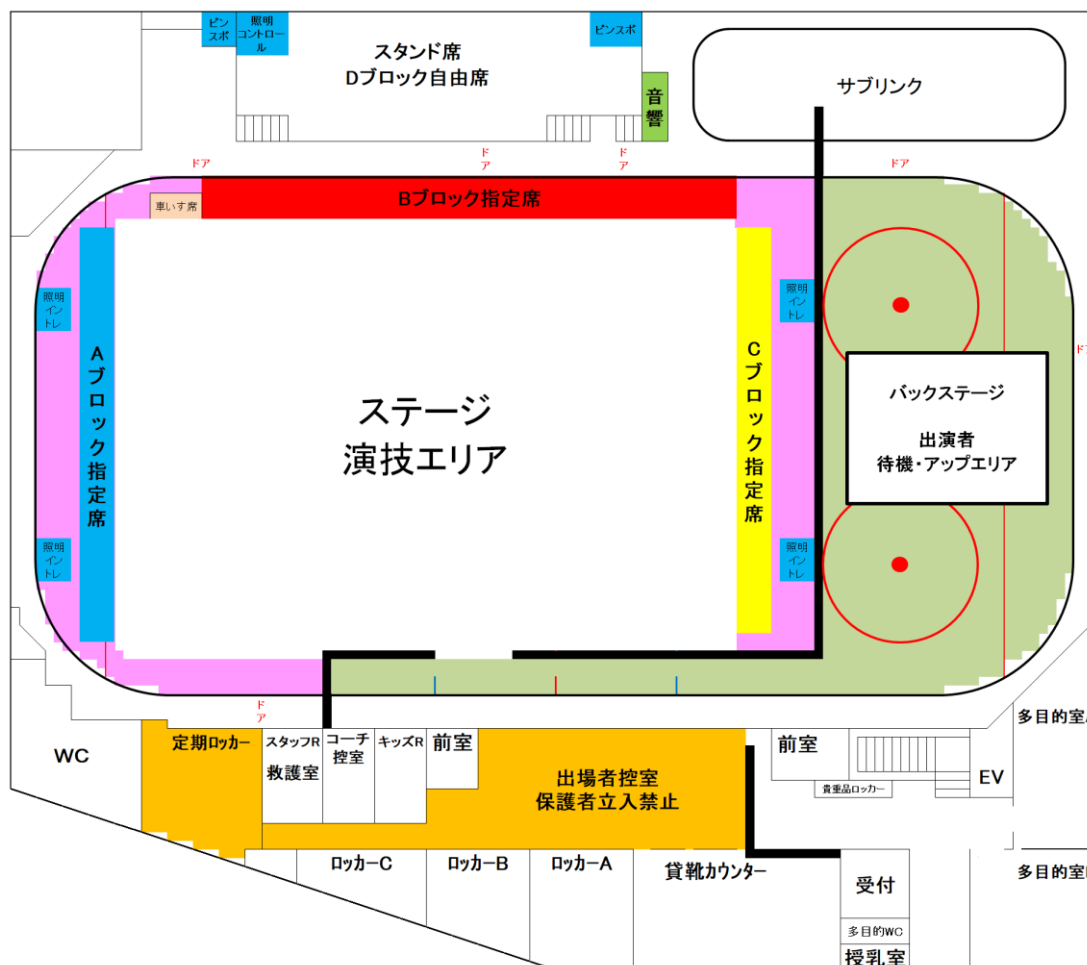 ピン
スポ
照明
コントロー
ル
スタンド席
Dブロック自由席
ピンスポ
音響
サブリンク
ドア
ドア
ドア
ドア
車いす席
Bブロック指定席
照明
イン
トレ
照明
イン
トレ
Aブロック指定席
ステージ
演技エリア
Cブロック指定席
ドア
バックステージ
出演者
待機・アップエリア
照明
イン
トレ
照明
イン
トレ
ドア
WC
定期ロッカー
スタッフR
救護室
コーチ
控室
キッズR
前室
出場者控室
保護者立入禁止
前室
貴重品ロッカー
EV
多目的室
ロッカーC
ロッカーB
ロッカーA
貸靴カウンター
受付
多目的WC
授乳室
多目的室